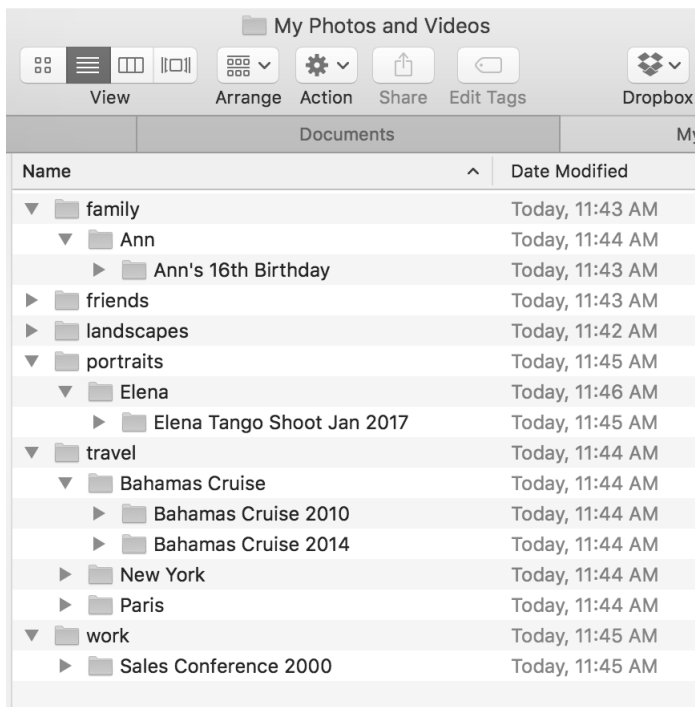 My Photos and Videos
View Arrange Action Share Edit Tags Dropbox
Documents My
Name Date Modified
family Today, 11:43 AM
Ann Today, 11:44 AM
Ann's 16th Birthday Today, 11:43 AM
friends Today, 11:43 AM
landscapes Today, 11:42 AM
portraits Today, 11:45 AM
Elena Today, 11:46 AM
Elena Tango Shoot Jan 2017 Today, 11:45 AM
travel Today, 11:44 AM
Bahamas Cruise Today, 11:44 AM
Bahamas Cruise 2010 Today, 11:44 AM
Bahamas Cruise 2014 Today, 11:44 AM
New York Today, 11:44 AM
Paris Today, 11:44 AM
work Today, 11:45 AM
Sales Conference 2000 Today, 11:45 AM